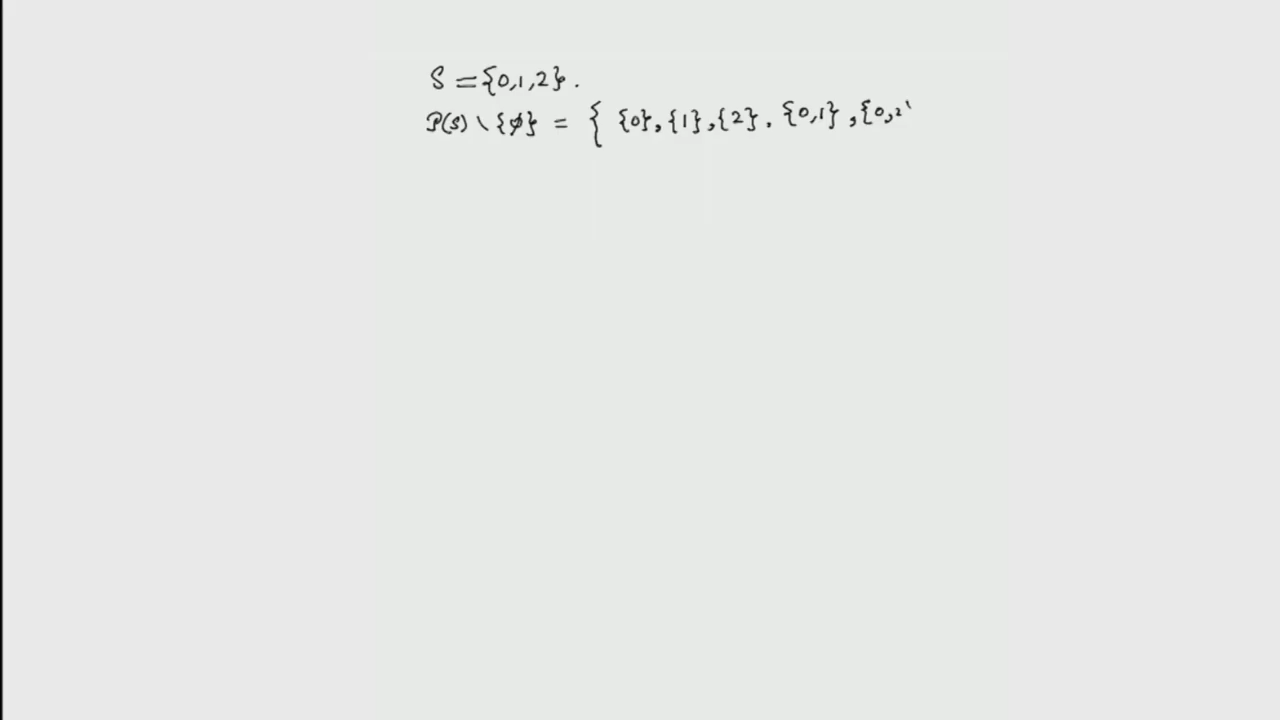 S = {0,1,2}.
P(S) \ {φ} = { {0}, {1}, {2}, {0,1}, {0,2